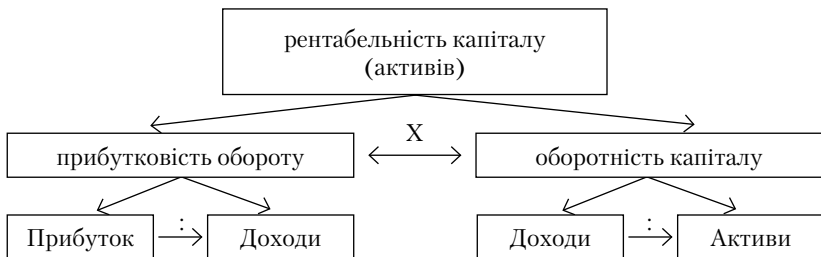 рентабельність капіталу
(активів)
X
прибутковість обороту
оборотність капіталу
:
:
Прибуток
Доходи
Доходи
Активи